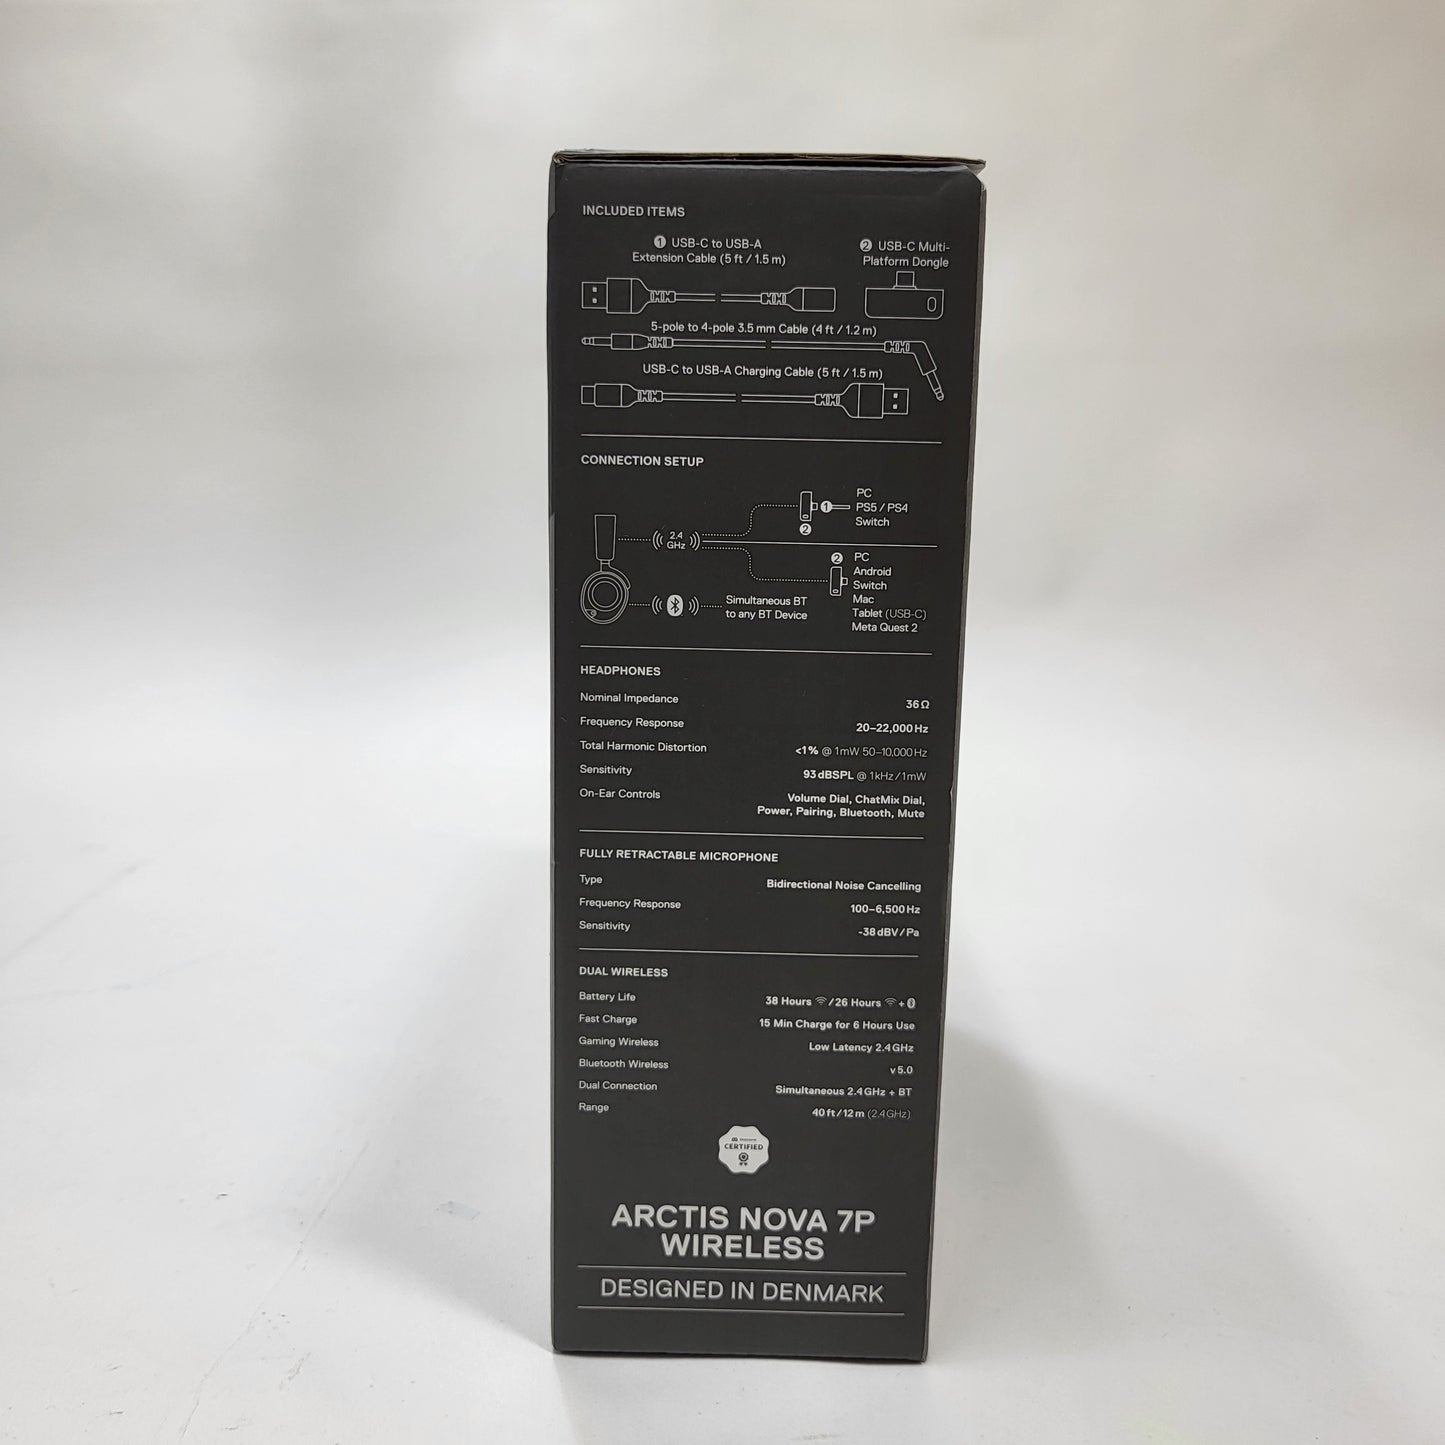 INCLUDED ITEMS
1 USB-C to USB-A
Extension Cable (5 ft / 1.5 m)
2 USB-C Multi-
Platform Dongle
5-pole to 4-pole 3.5 mm Cable (4 ft / 1.2 m)
USB-C to USB-A Charging Cable (5 ft / 1.5 m)
CONNECTION SETUP
2.4
GHz
1
2
PC
PS5 / PS4
Switch
2
PC
Android
Switch
Mac
Tablet (USB-C)
Meta Quest 2
Simultaneous BT
to any BT Device
HEADPHONES
Nominal Impedance 36Ω
Frequency Response 20–22,000 Hz
Total Harmonic Distortion <1% @ 1mW 50–10,000 Hz
Sensitivity 93 dBSPL @ 1kHz/1mW
On-Ear Controls Volume Dial, ChatMix Dial,
Power, Pairing, Bluetooth, Mute
FULLY RETRACTABLE MICROPHONE
Type Bidirectional Noise Cancelling
Frequency Response 100–6,500 Hz
Sensitivity -38 dBV / Pa
DUAL WIRELESS
Battery Life 38 Hours / 26 Hours +
Fast Charge 15 Min Charge for 6 Hours Use
Gaming Wireless Low Latency 2.4 GHz
Bluetooth Wireless v 5.0
Dual Connection Simultaneous 2.4 GHz + BT
Range 40 ft / 12 m (2.4 GHz)
Discord
CERTIFIED
ARCTIS NOVA 7P
WIRELESS
DESIGNED IN DENMARK